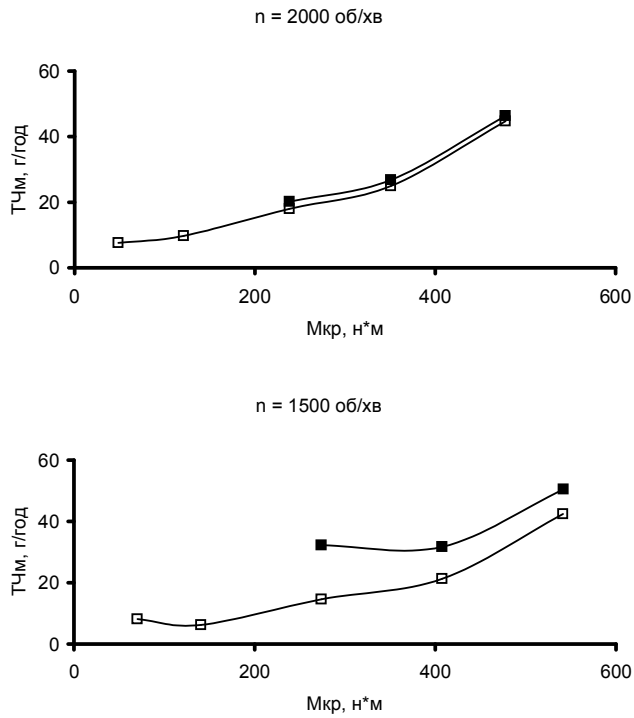 n = 2000 об/хв
60
40
20
0
0 200 400 600
ТЧм, г/год
Мкр, н*м
n = 1500 об/хв
60
40
20
0
0 200 400 600
ТЧм, г/год
Мкр, н*м